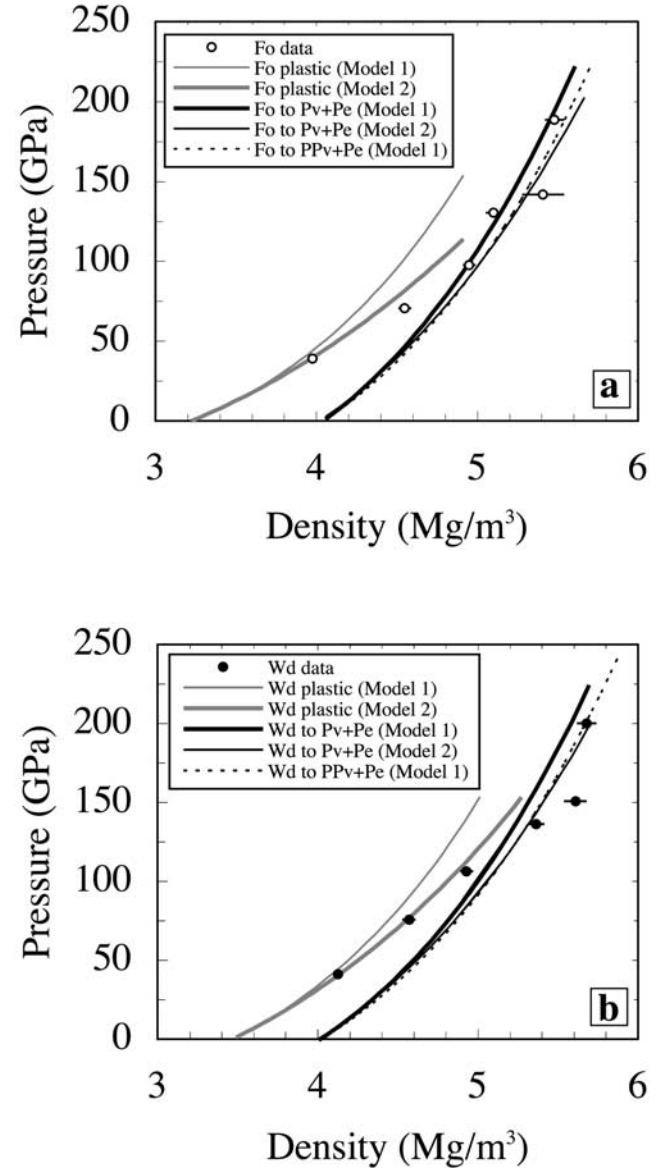 250
200
150
100
50
0
Pressure (GPa)
Fo data
Fo plastic (Model 1)
Fo plastic (Model 2)
Fo to Pv+Pe (Model 1)
Fo to Pv+Pe (Model 2)
Fo to PPv+Pe (Model 1)
a
3 4 5 6
Density (Mg/m³)
250
200
150
100
50
0
Pressure (GPa)
Wd data
Wd plastic (Model 1)
Wd plastic (Model 2)
Wd to Pv+Pe (Model 1)
Wd to Pv+Pe (Model 2)
Wd to PPv+Pe (Model 1)
b
3 4 5 6
Density (Mg/m³)